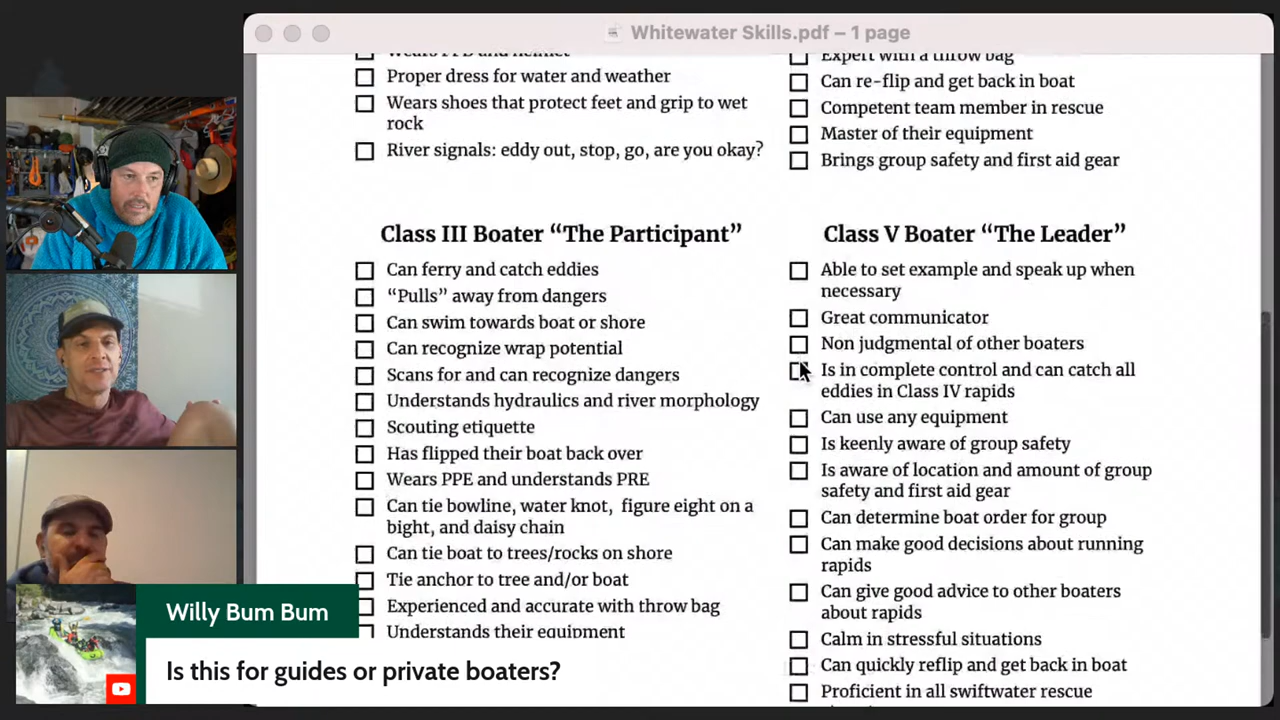 Whitewater Skills.pdf – 1 page
Wears PFD and helmet
Proper dress for water and weather
Wears shoes that protect feet and grip to wet
rock
River signals: eddy out, stop, go, are you okay?
Class III Boater “The Participant”
Can ferry and catch eddies
“Pulls” away from dangers
Can swim towards boat or shore
Can recognize wrap potential
Scans for and can recognize dangers
Understands hydraulics and river morphology
Scouting etiquette
Has flipped their boat back over
Wears PPE and understands PRE
Can tie bowline, water knot, figure eight on a
bight, and daisy chain
Can tie boat to trees/rocks on shore
Tie anchor to tree and/or boat
Experienced and accurate with throw bag
Understands their equipment
Expert with a throw bag
Can re-flip and get back in boat
Competent team member in rescue
Master of their equipment
Brings group safety and first aid gear
Class V Boater “The Leader”
Able to set example and speak up when
necessary
Great communicator
Non judgmental of other boaters
Is in complete control and can catch all
eddies in Class IV rapids
Can use any equipment
Is keenly aware of group safety
Is aware of location and amount of group
safety and first aid gear
Can determine boat order for group
Can make good decisions about running
rapids
Can give good advice to other boaters
about rapids
Calm in stressful situations
Can quickly reflip and get back in boat
Proficient in all swiftwater rescue
Willy Bum Bum
Is this for guides or private boaters?